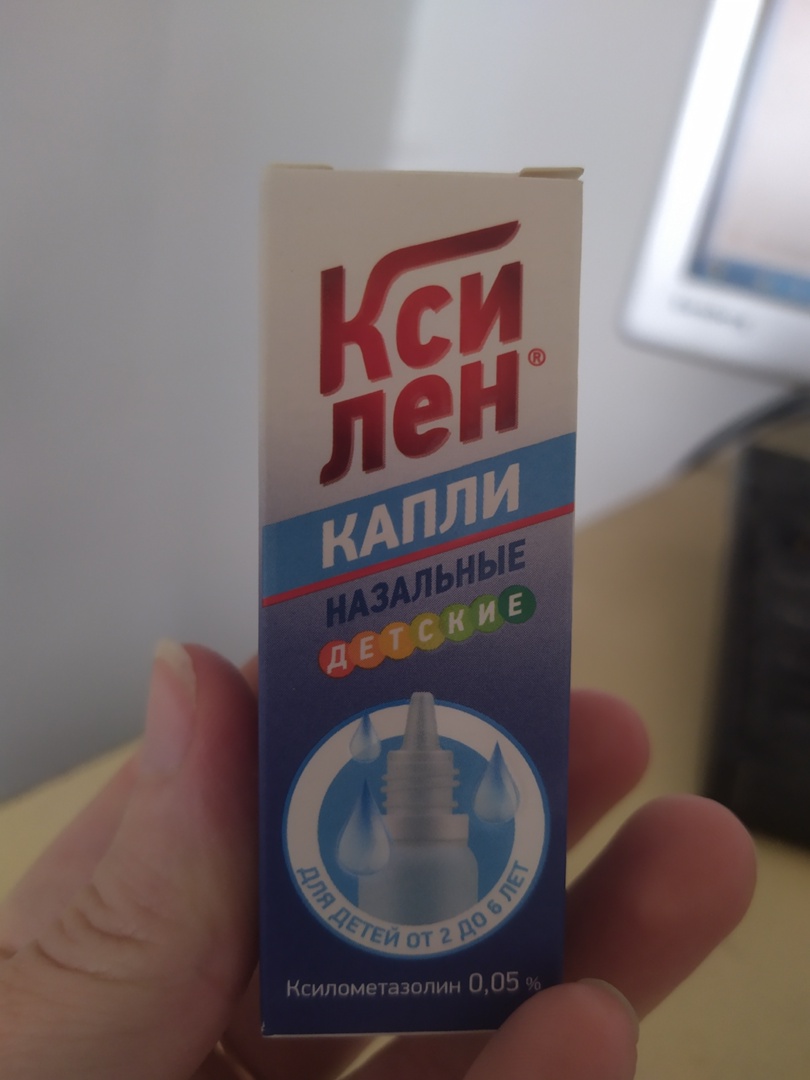 Кси
лен®
КАПЛИ
НАЗАЛЬНЫЕ
ДЕТСКИЕ
ДЛЯ ДЕТЕЙ ОТ 2 ДО 6 ЛЕТ
Ксилометазолин 0,05 %